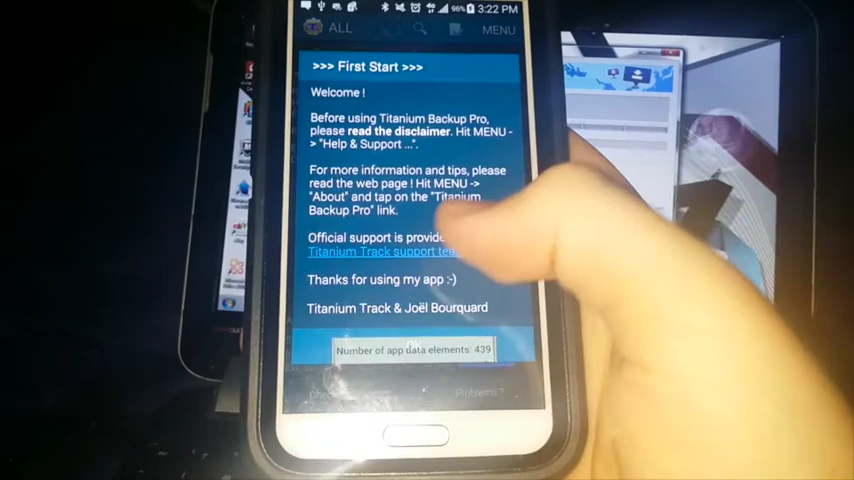 96% 3:22 PM
ALL
MENU
>>> First Start >>>
Welcome !
Before using Titanium Backup Pro,
please read the disclaimer. Hit MENU -
> "Help & Support ...".
For more information and tips, please
read the web page ! Hit MENU ->
"About" and tap on the "Titanium
Backup Pro" link.
Official support is provide
Titanium Track support tea
Thanks for using my app :-)
Titanium Track & Joël Bourquard
OK
Number of app data elements: 439
Problems ?